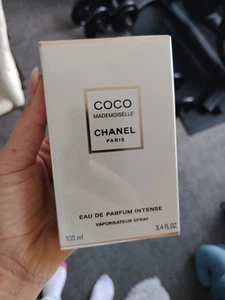 COCO
MADEMOISELLE
CHANEL
PARIS
EAU DE PARFUM INTENSE
VAPORISATEUR SPRAY
100 ml
3.4 FL.OZ